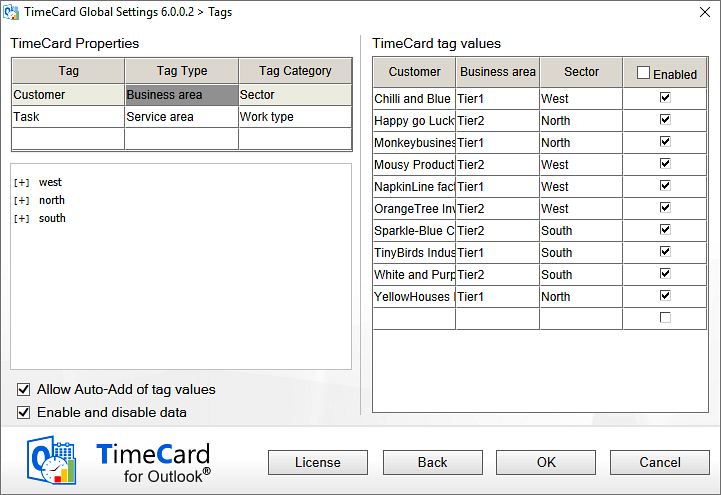 TimeCard Global Settings 6.0.0.2 > Tags
TimeCard Properties
Tag Tag Type Tag Category
Customer Business area Sector
Task Service area Work type
[+] west
[+] north
[+] south
Allow Auto-Add of tag values
Enable and disable data
TimeCard tag values
Customer Business area Sector Enabled
Chilli and Blue Tier1 West
Happy go Luck Tier2 North
Monkeybusines Tier1 North
Mousy Product Tier2 West
NapkinLine fact Tier1 West
OrangeTree Inv Tier2 West
Sparkle-Blue C Tier2 South
TinyBirds Indus Tier1 South
White and Purp Tier2 South
YellowHouses I Tier1 North
TimeCard
for Outlook®
License Back OK Cancel